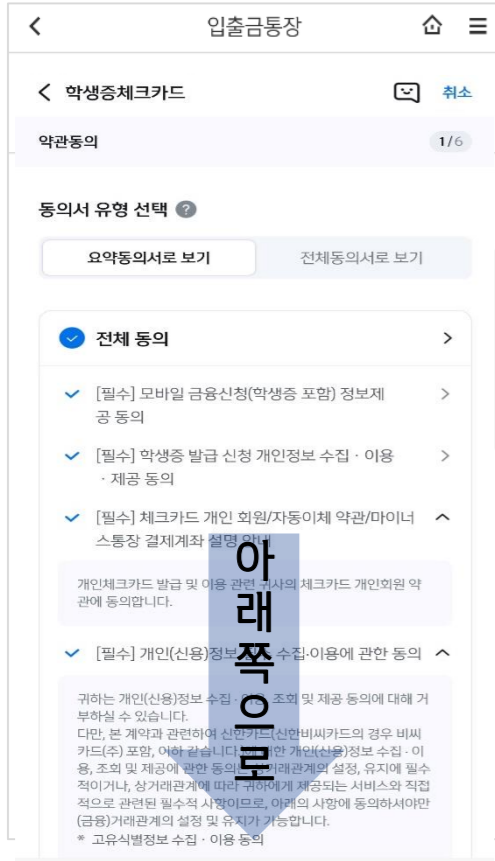 입출금통장
학생증체크카드
취소
약관동의
1/6
동의서 유형 선택 ?
요약동의서로 보기
전체동의서로 보기
전체 동의
[필수] 모바일 금융신청(학생증 포함) 정보제
공 동의
[필수] 학생증 발급 신청 개인정보 수집 · 이용
· 제공 동의
[필수] 체크카드 개인 회원/자동이체 약관/마이너
스통장 결제계좌 설명 안내
개인체크카드 발급 및 이용 관련 귀사의 체크카드 개인회원 약
관에 동의합니다.
[필수] 개인(신용)정보 수집·이용에 관한 동의
귀하는 개인(신용)정보 수집 · 이용, 조회 및 제공 동의에 대해 거
부하실 수 있습니다.
다만, 본 계약과 관련하여 신한카드(신한비씨카드의 경우 비씨
카드(주) 포함, 이하 같습니다.)에 대한 개인(신용)정보 수집 · 이
용, 조회 및 제공에 관한 동의는 거래관계의 설정, 유지에 필수
적이거나, 상거래관계에 따라 귀하에게 제공되는 서비스와 직접
적으로 관련된 필수적 사항이므로, 아래의 사항에 동의하셔야만
(금융)거래관계의 설정 및 유지가 가능합니다.
* 고유식별정보 수집 · 이용 동의
아래쪽으로